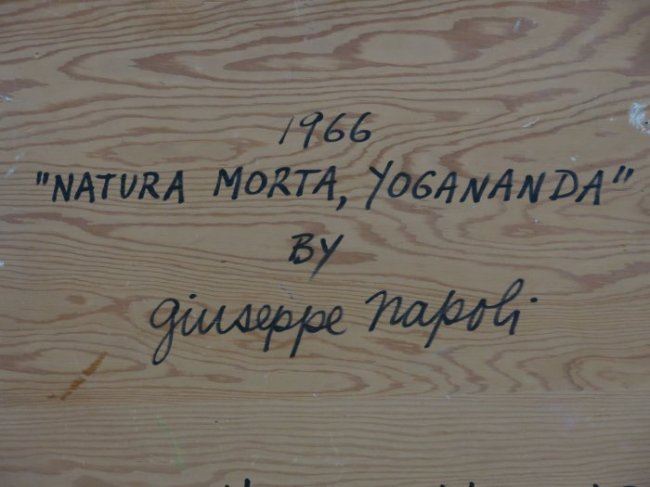 1966
"NATURA MORTA, YOGANANDA"
BY
giuseppe napoli